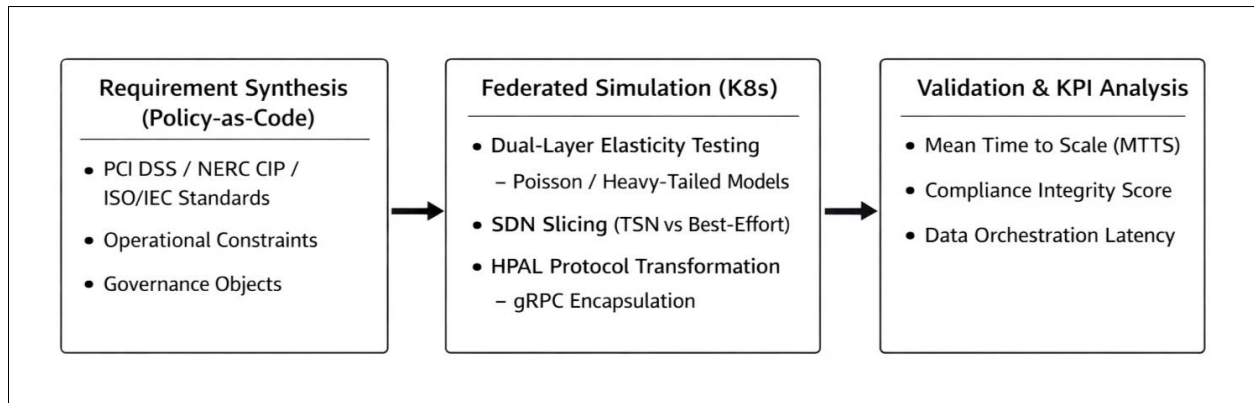 Requirement Synthesis
(Policy-as-Code)
• PCI DSS / NERC CIP /
ISO/IEC Standards
• Operational Constraints
• Governance Objects
Federated Simulation (K8s)
• Dual-Layer Elasticity Testing
– Poisson / Heavy-Tailed Models
• SDN Slicing (TSN vs Best-Effort)
• HPAL Protocol Transformation
– gRPC Encapsulation
Validation & KPI Analysis
• Mean Time to Scale (MTTS)
• Compliance Integrity Score
• Data Orchestration Latency